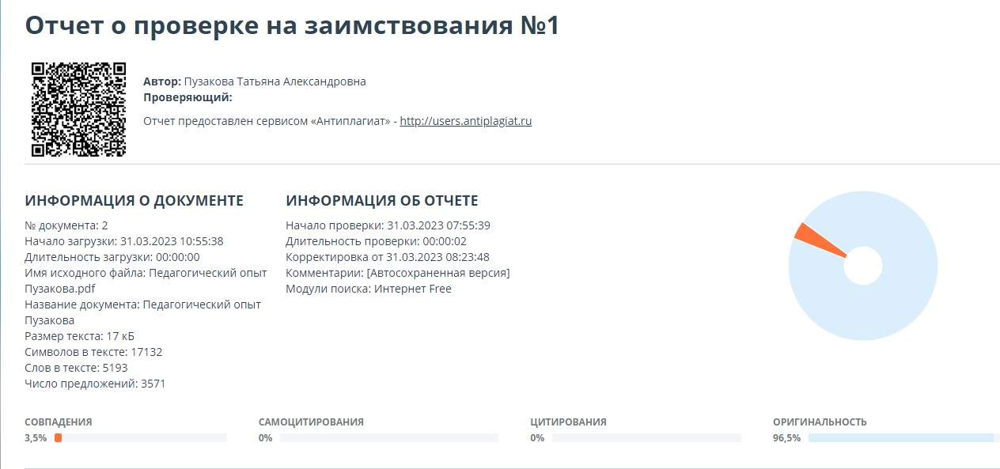 Отчет о проверке на заимствования №1
Автор: Пузакова Татьяна Александровна
Проверяющий:
Отчет предоставлен сервисом «Антиплагиат» - http://users.antiplagiat.ru
ИНФОРМАЦИЯ О ДОКУМЕНТЕ
№ документа: 2
Начало загрузки: 31.03.2023 10:55:38
Длительность загрузки: 00:00:00
Имя исходного файла: Педагогический опыт
Пузакова.pdf
Название документа: Педагогический опыт
Пузакова
Размер текста: 17 кБ
Символов в тексте: 17132
Слов в тексте: 5193
Число предложений: 3571
ИНФОРМАЦИЯ ОБ ОТЧЕТЕ
Начало проверки: 31.03.2023 07:55:39
Длительность проверки: 00:00:02
Корректировка от 31.03.2023 08:23:48
Комментарии: [Автосохраненная версия]
Модули поиска: Интернет Free
СОВПАДЕНИЯ
3,5%
САМОЦИТИРОВАНИЯ
0%
ЦИТИРОВАНИЯ
0%
ОРИГИНАЛЬНОСТЬ
96,5%